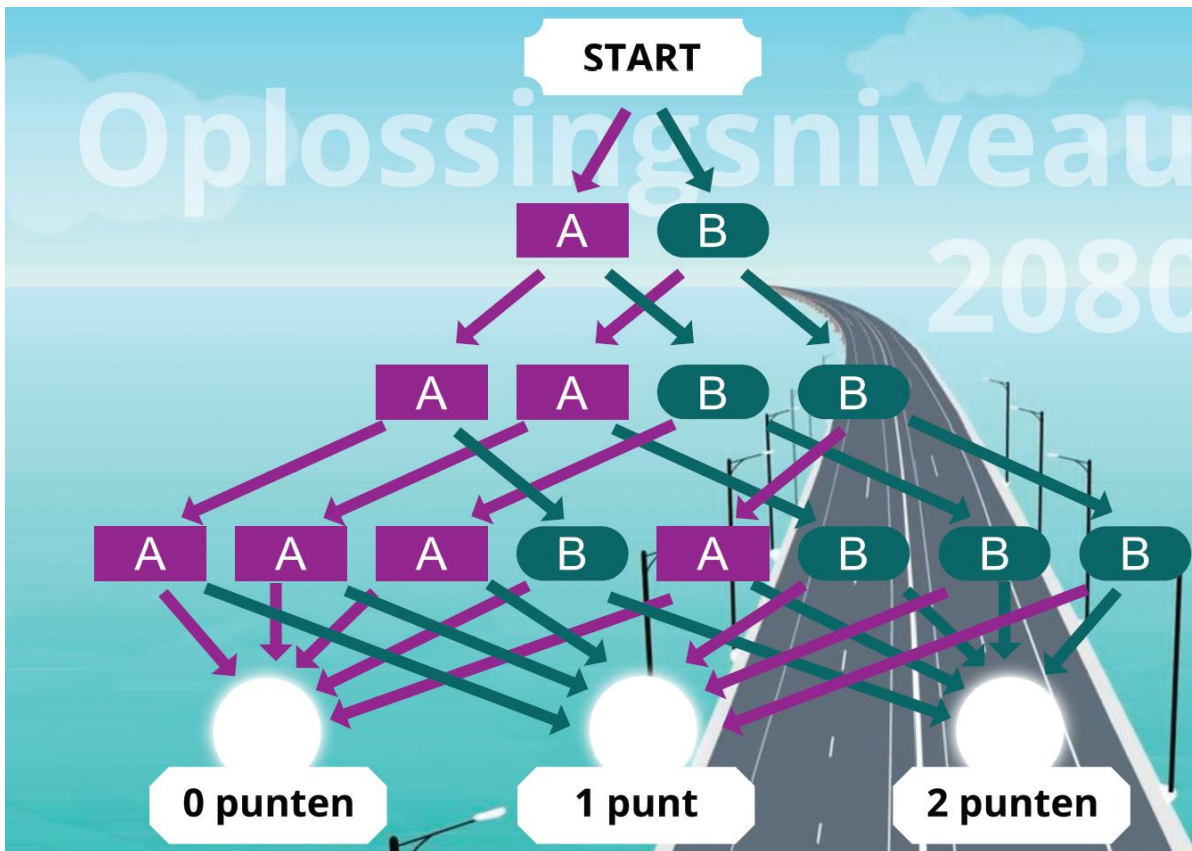 START
Oplossingsniveau
2080
A B
A A B B
A A A B A B B B
0 punten 1 punt 2 punten